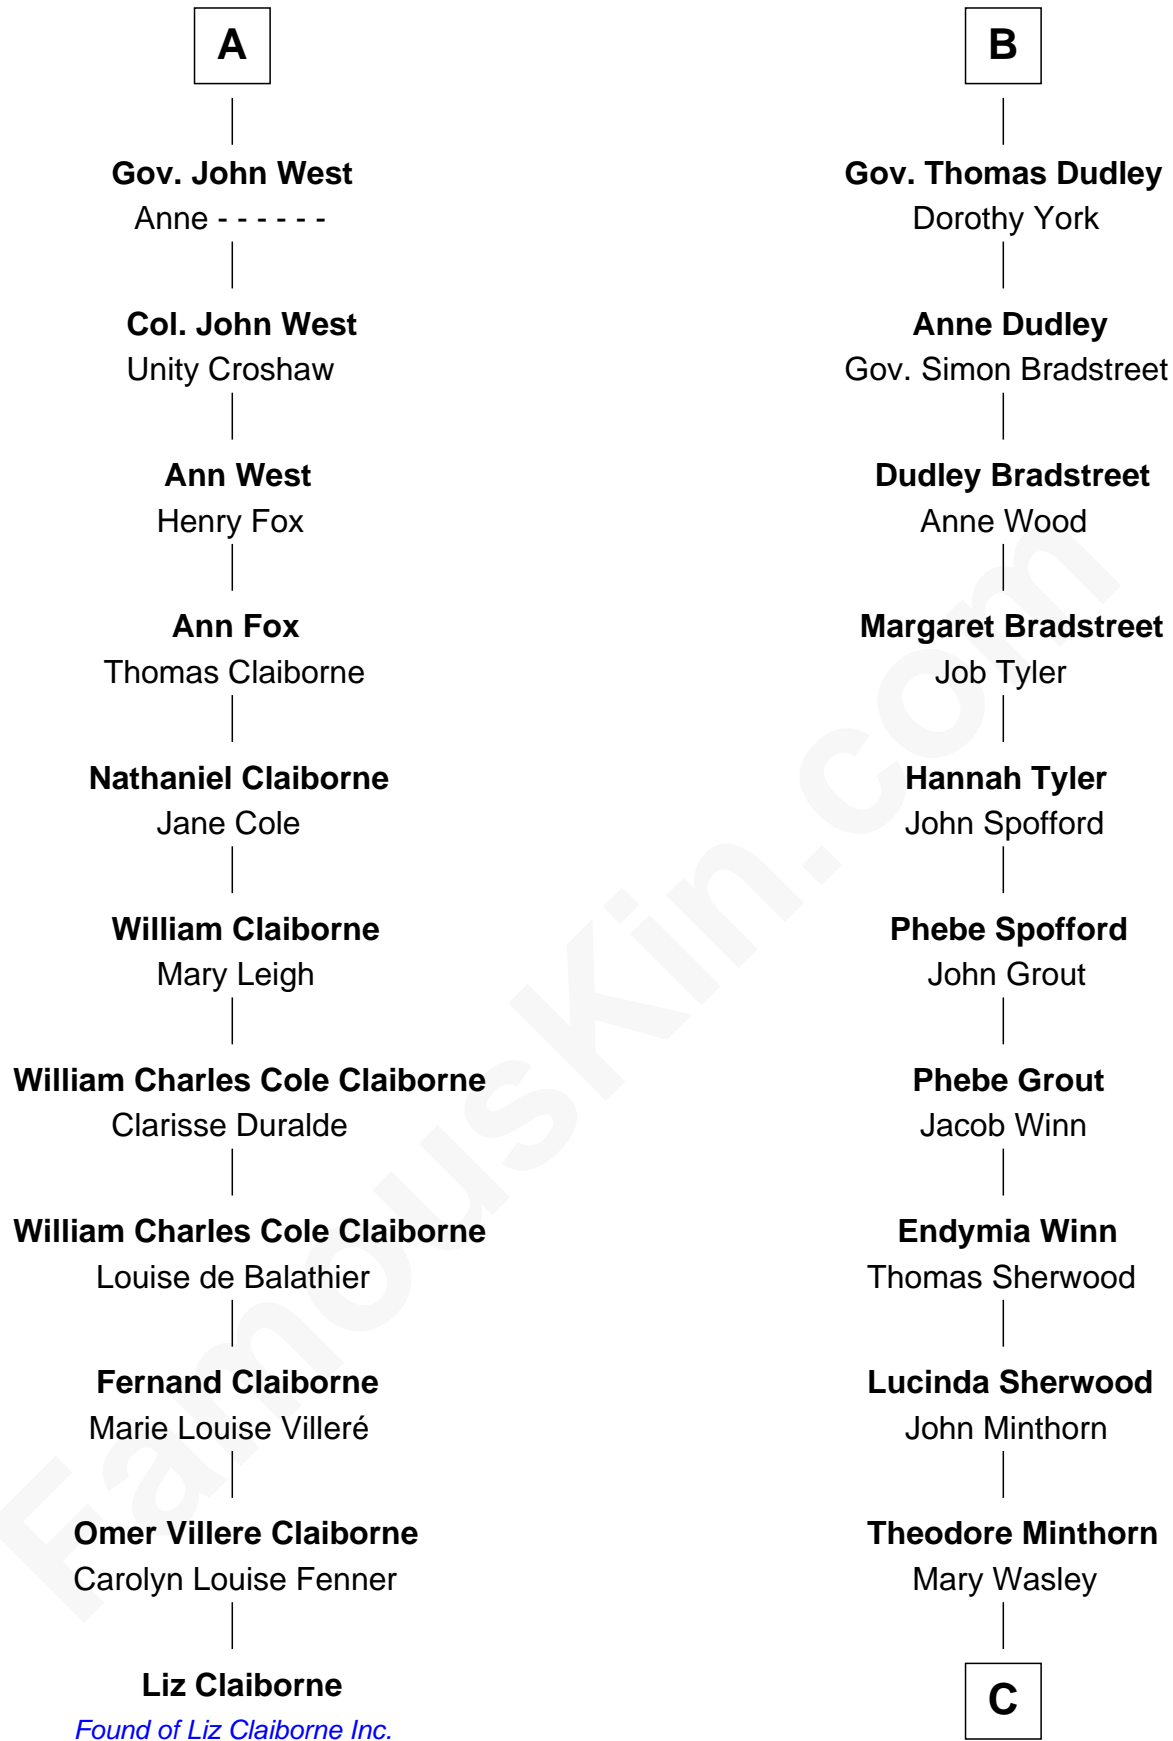 A
Gov. John West
Anne - - - - - -
Col. John West
Unity Croshaw
Ann West
Henry Fox
Ann Fox
Thomas Claiborne
Nathaniel Claiborne
Jane Cole
William Claiborne
Mary Leigh
William Charles Cole Claiborne
Clarisse Duralde
William Charles Cole Claiborne
Louise de Balathier
Fernand Claiborne
Marie Louise Villeré
Omer Villere Claiborne
Carolyn Louise Fenner
Liz Claiborne
Found of Liz Claiborne Inc.
B
Gov. Thomas Dudley
Dorothy York
Anne Dudley
Gov. Simon Bradstreet
Dudley Bradstreet
Anne Wood
Margaret Bradstreet
Job Tyler
Hannah Tyler
John Spofford
Phebe Spofford
John Grout
Phebe Grout
Jacob Winn
Endymia Winn
Thomas Sherwood
Lucinda Sherwood
John Minthorn
Theodore Minthorn
Mary Wasley
C
FamousKin.com